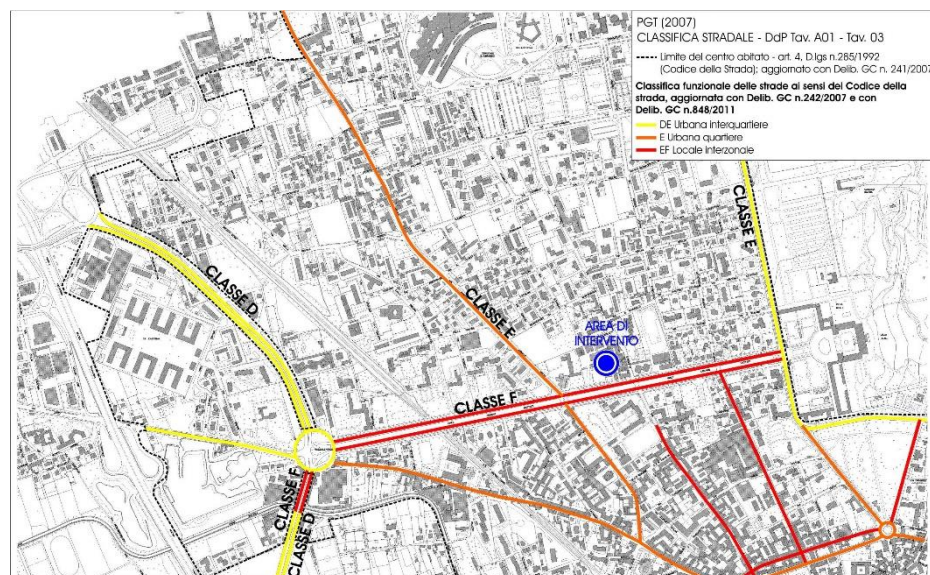 PGT (2007)
CLASSIFICA STRADALE - DdP Tav. A01 - Tav. 03
Limite del centro abitato - art. 4, D.lgs n.285/1992
(Codice della Strada); aggiornato con Delib. GC n. 241/2007
Classifica funzionale delle strade ai sensi del Codice della
strada, aggiornata con Delib. GC n.242/2007 e con
Delib. GC n.848/2011
DE Urbana interquartiere
E Urbana quartiere
EF Locale interzonale
CLASSE E
CLASSE D
CLASSE E
AREA DI
INTERVENTO
CLASSE F
CLASSE F
CLASSE D